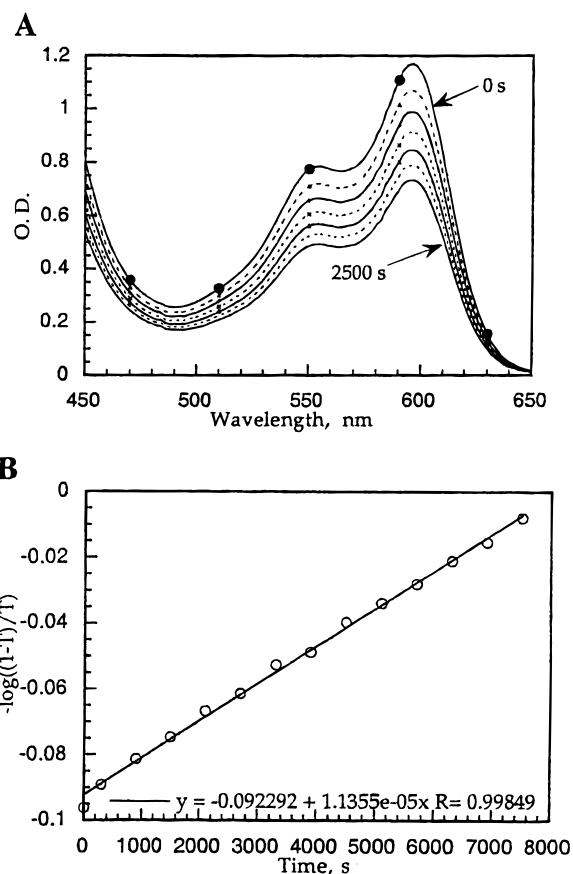 A
1.2
1
0.8
0.6
0.4
0.2
0
O. D.
0 s
2500 s
450 500 550 600 650
Wavelength, nm
B
0
-0.02
-0.04
-0.06
-0.08
-0.1
-log((1-T)/T)
y = -0.092292 + 1.1355e-05x R= 0.99849
0 1000 2000 3000 4000 5000 6000 7000 8000
Time, s